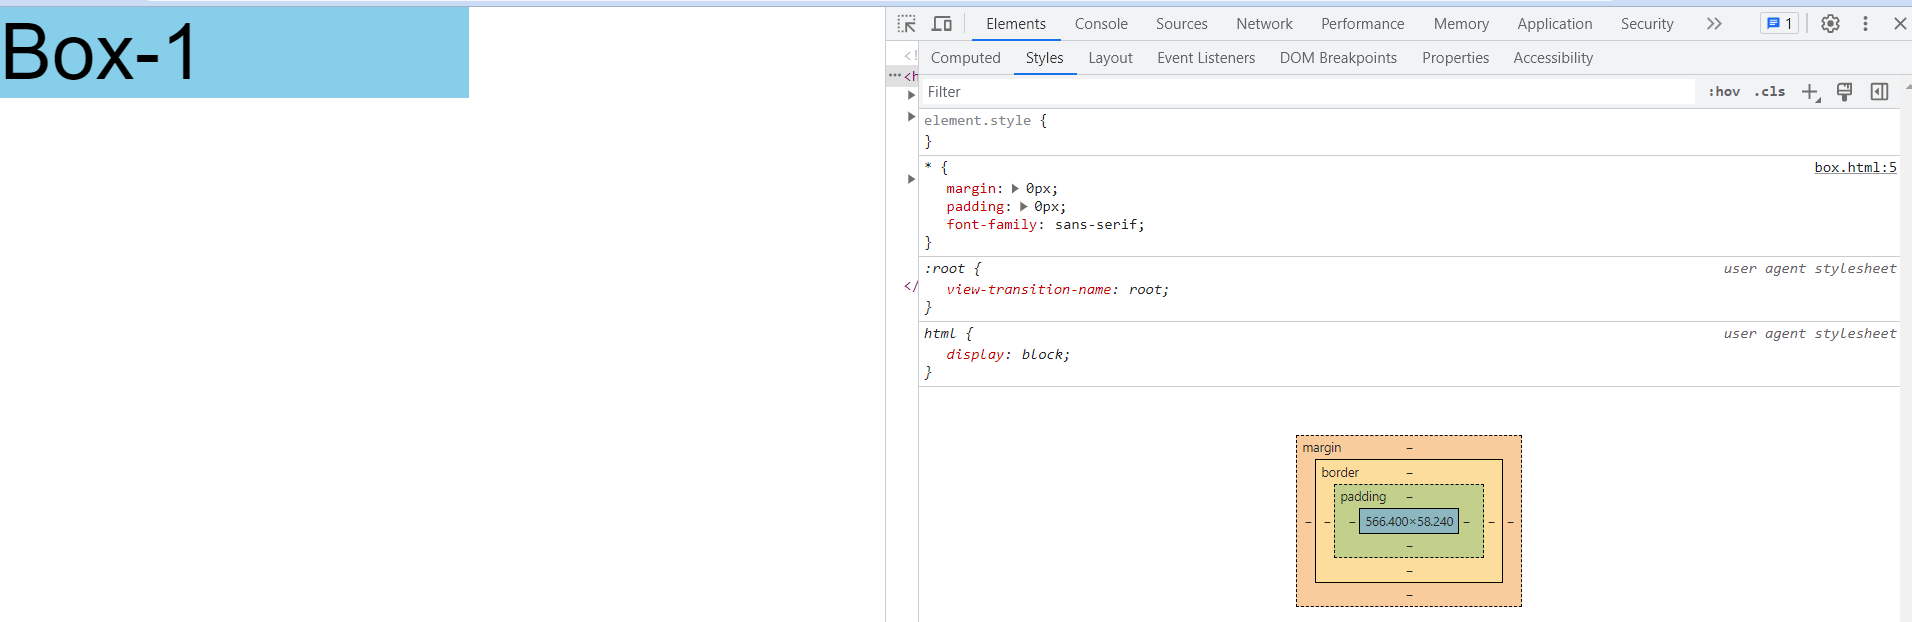 Box-1
Elements Console Sources Network Performance Memory Application Security 1
<!
<h
</
Computed Styles Layout Event Listeners DOM Breakpoints Properties Accessibility
Filter :hov .cls
element.style {
}
* { box.html:5
margin: 0px;
padding: 0px;
font-family: sans-serif;
}
:root { user agent stylesheet
view-transition-name: root;
}
html { user agent stylesheet
display: block;
}
margin –
border –
padding –
– – – 566.400×58.240 – – –
–
–
–